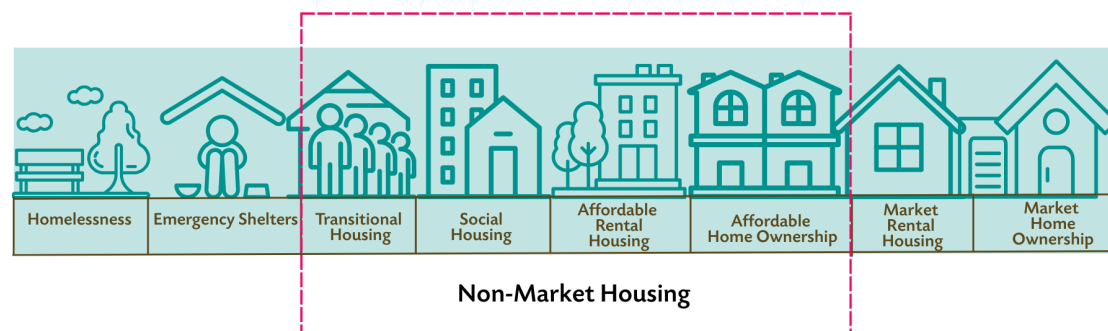 Homelessness
Emergency Shelters
Transitional
Housing
Social
Housing
Affordable
Rental
Housing
Affordable
Home Ownership
Market
Rental
Housing
Market
Home
Ownership
Non-Market Housing